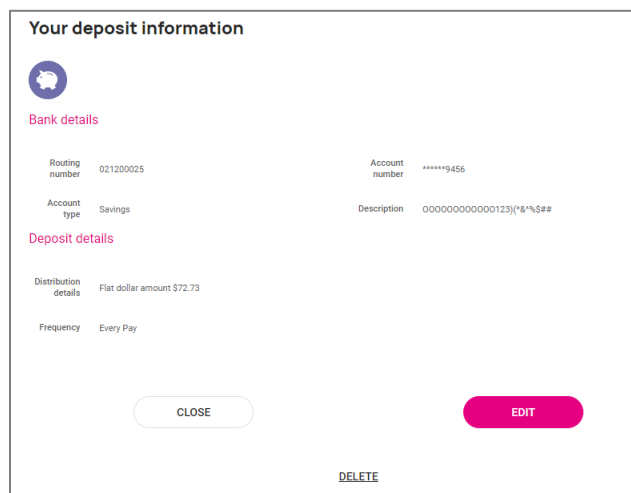 Your deposit information
Bank details
Routing number 021200025
Account number ******9456
Account type Savings
Description OOOOOOOOOOOOO123)(*&^%$##
Deposit details
Distribution details Flat dollar amount $72.73
Frequency Every Pay
CLOSE
EDIT
DELETE